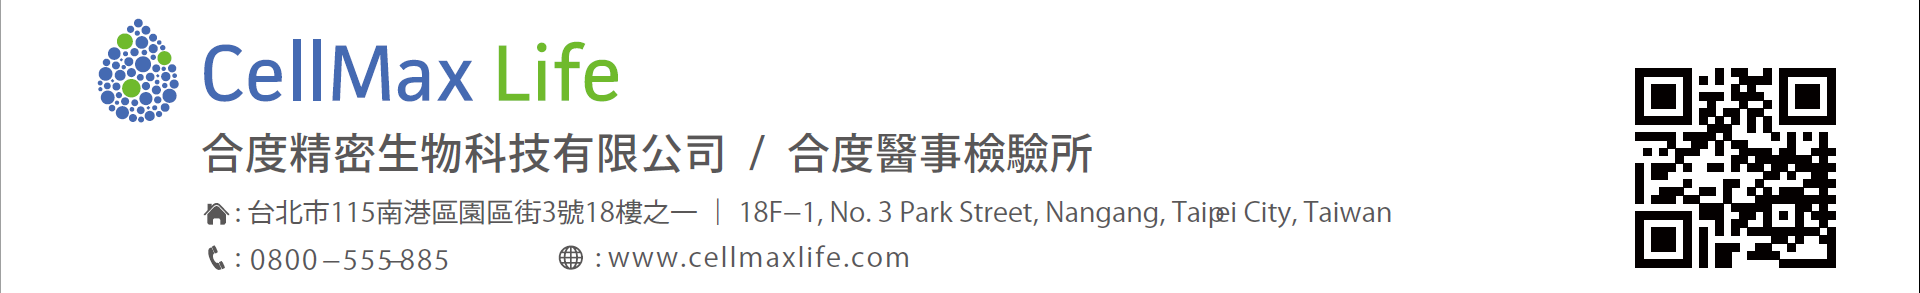 CellMax Life
合度精密生物科技有限公司 / 合度醫事檢驗所
: 台北市115南港區園區街3號18樓之一 | 18F–1, No. 3 Park Street, Nangang, Taipei City, Taiwan
: 0800–555–885 : www.cellmaxlife.com